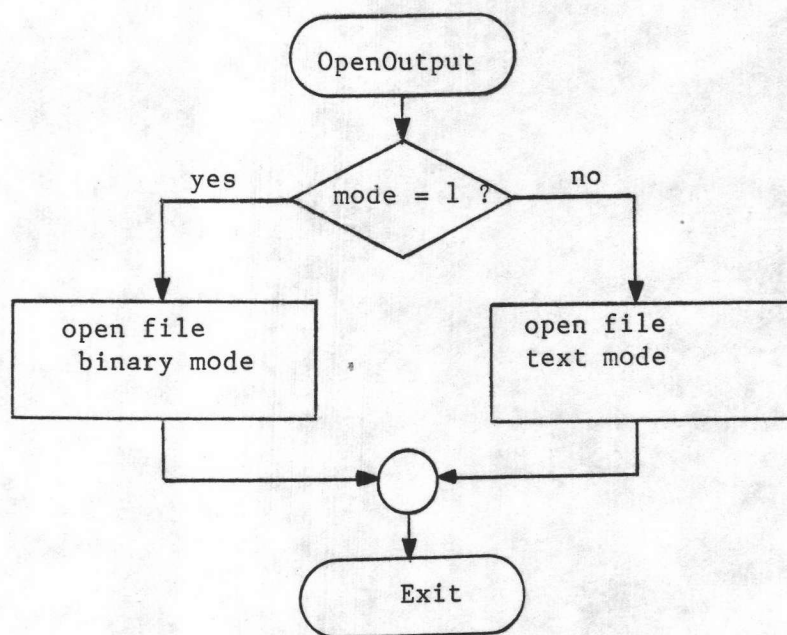 OpenOutput
mode = 1 ?
yes
no
open file
binary mode
open file
text mode
Exit